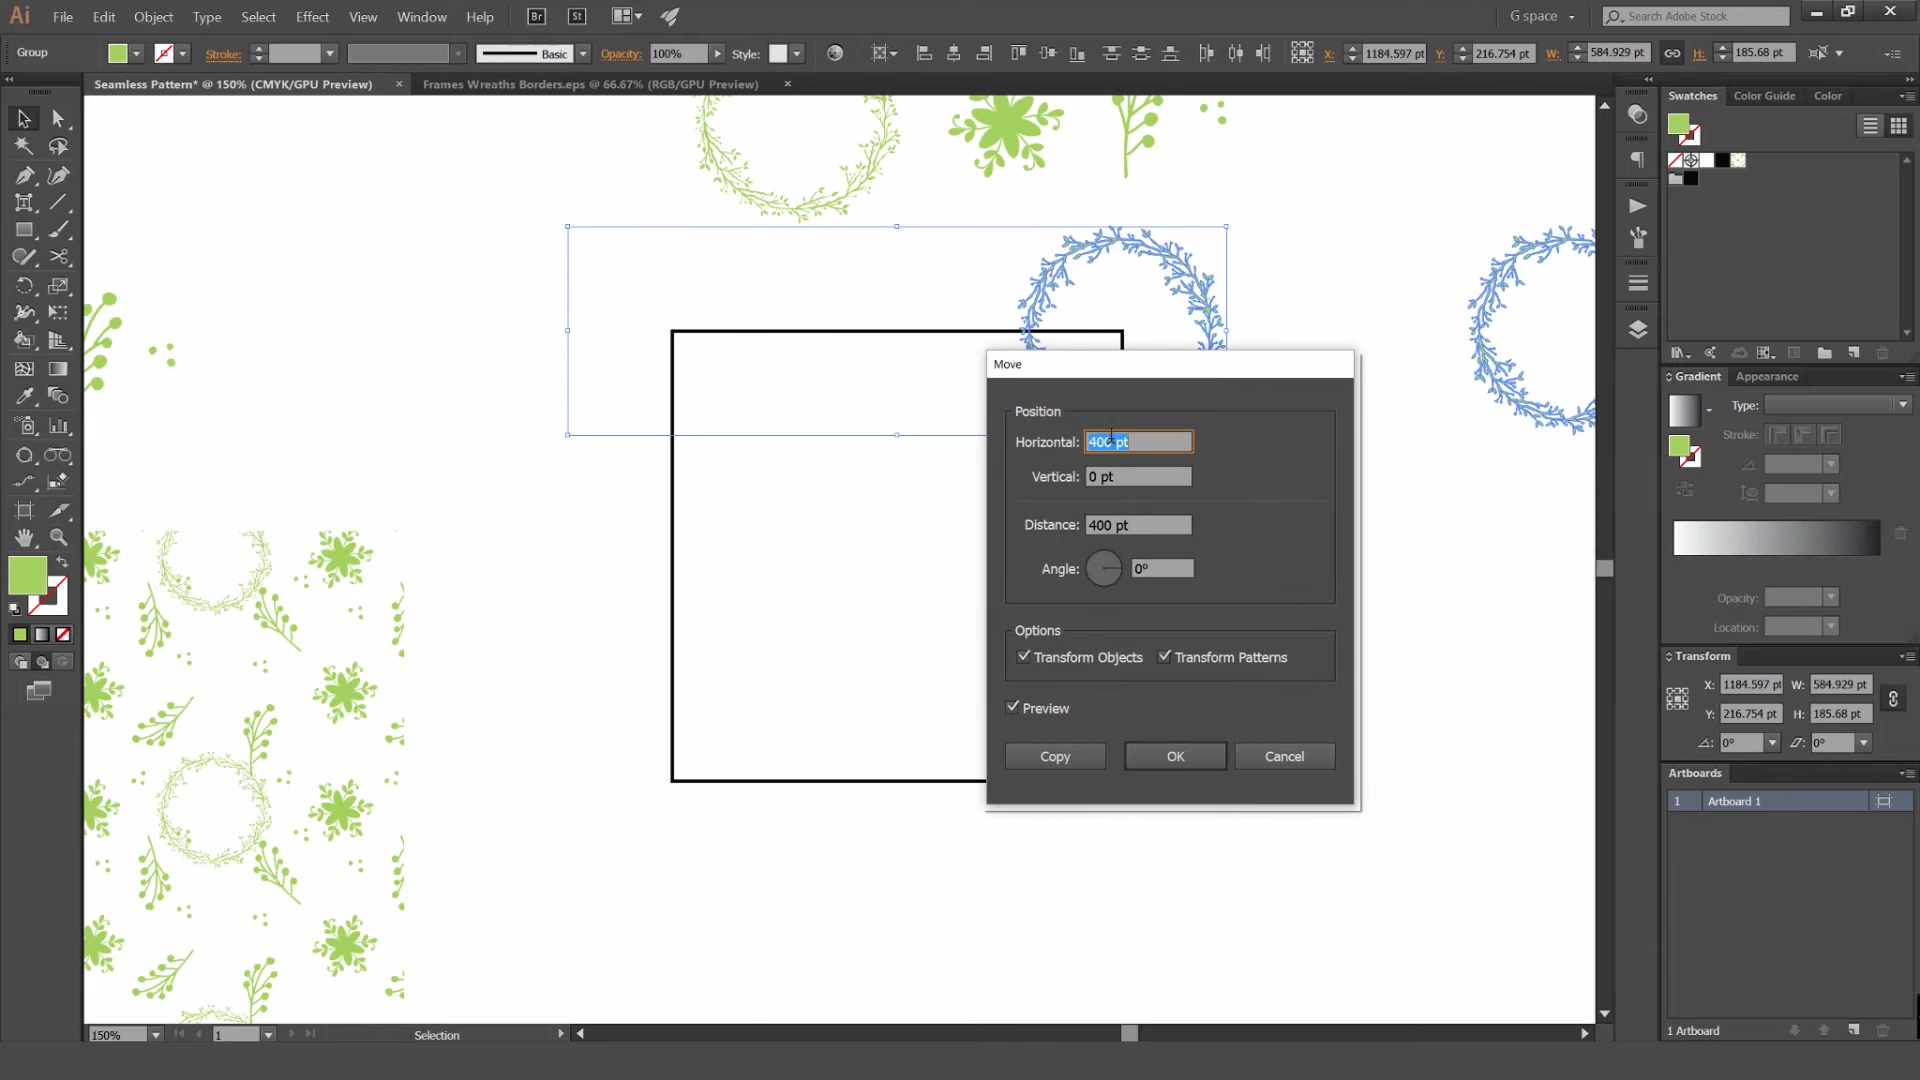 Ai File Edit Object Type Select Effect View Window Help Br St G space Search Adobe Stock
Group Stroke: Basic Opacity: 100% Style: X: 1184.597 pt Y: 216.754 pt W: 584.929 pt H: 185.68 pt
Seamless Pattern* @ 150% (CMYK/GPU Preview) × Frames Wreaths Borders.eps @ 66.67% (RGB/GPU Preview) ×
Swatches Color Guide Color
Move
Position
Horizontal: 400 pt
Vertical: 0 pt
Distance: 400 pt
Angle: 0°
Options
Transform Objects Transform Patterns
Preview
Copy OK Cancel
Gradient Appearance
Type:
Stroke:
Opacity:
Location:
Transform
X: 1184.597 pt W: 584.929 pt
Y: 216.754 pt H: 185.68 pt
0° 0°
Artboards
1 Artboard 1
1 Artboard
150% 1 Selection